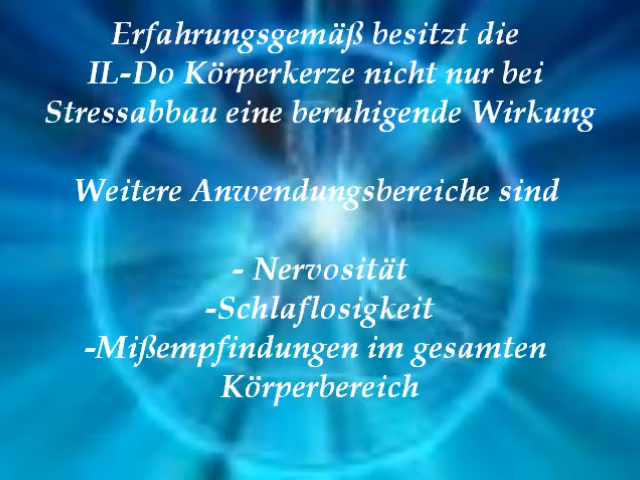 Erfahrungsgemäß besitzt die
IL-Do Körperkerze nicht nur bei
Stressabbau eine beruhigende Wirkung
Weitere Anwendungsbereiche sind
- Nervosität
-Schlaflosigkeit
-Mißempfindungen im gesamten
Körperbereich